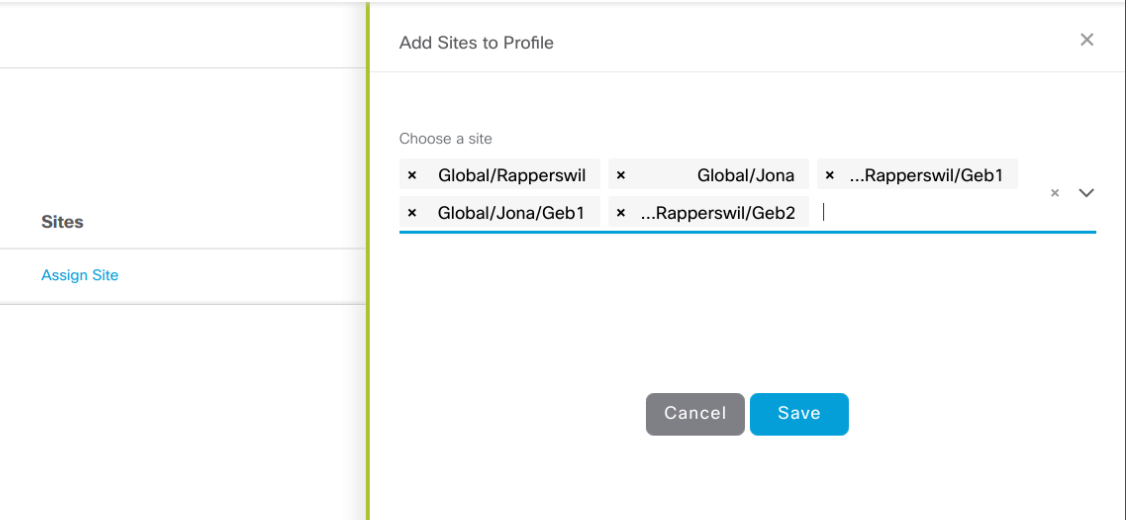 Add Sites to Profile
Choose a site
× Global/Rapperswil × Global/Jona × ...Rapperswil/Geb1
× Global/Jona/Geb1 × ...Rapperswil/Geb2
Sites
Assign Site
Cancel Save